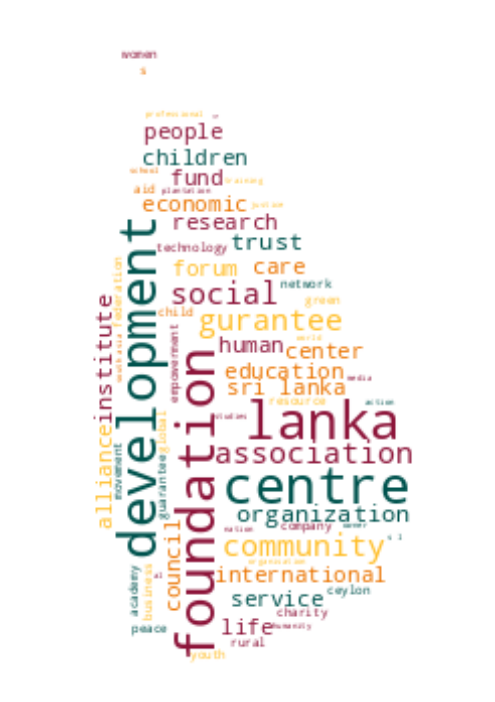 women
s
professional
people
children
school
fund
training
aid
plantation
economic
justice
research
development
technology
trust
forum
care
federation
south asia
network
social
green
institute
child
gurantee
empowerment
world
human
center
education
media
sri lanka
resource
action
foundation
lanka
studies
alliance
global
association
movement
guarantee
centre
organization
council
nation
company
community
s l
organisation
international
academy
business
al
service
ceylon
charity
peace
life
humanity
rural
youth